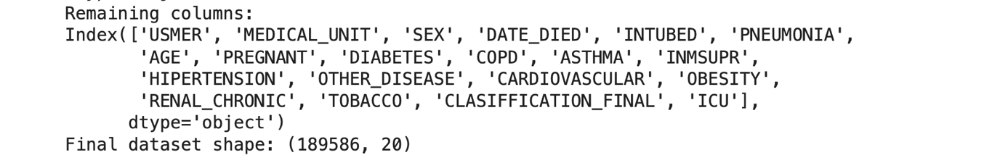 Remaining columns:
Index(['USMER', 'MEDICAL_UNIT', 'SEX', 'DATE_DIED', 'INTUBED', 'PNEUMONIA',
'AGE', 'PREGNANT', 'DIABETES', 'COPD', 'ASTHMA', 'INMSUPR',
'HIPERTENSION', 'OTHER_DISEASE', 'CARDIOVASCULAR', 'OBESITY',
'RENAL_CHRONIC', 'TOBACCO', 'CLASIFFICATION_FINAL', 'ICU'],
dtype='object')
Final dataset shape: (189586, 20)